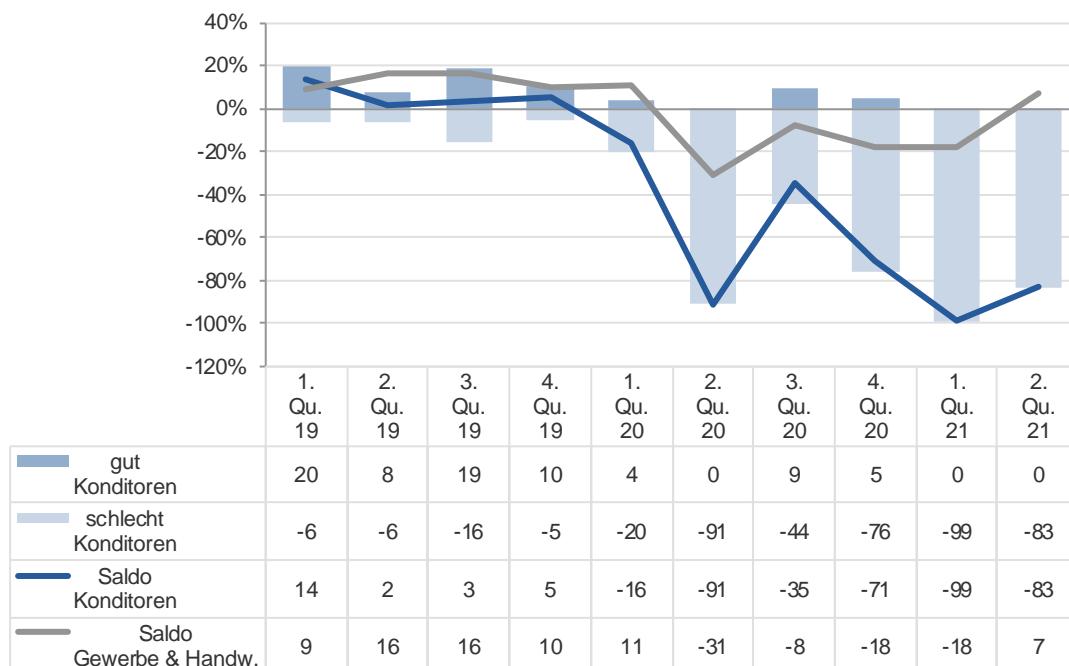 40%
20%
0%
-20%
-40%
-60%
-80%
-100%
-120%
1. Qu. 19
2. Qu. 19
3. Qu. 19
4. Qu. 19
1. Qu. 20
2. Qu. 20
3. Qu. 20
4. Qu. 20
1. Qu. 21
2. Qu. 21
gut Konditoren 20 8 19 10 4 0 9 5 0 0
schlecht Konditoren -6 -6 -16 -5 -20 -91 -44 -76 -99 -83
Saldo Konditoren 14 2 3 5 -16 -91 -35 -71 -99 -83
Saldo Gewerbe & Handw. 9 16 16 10 11 -31 -8 -18 -18 7